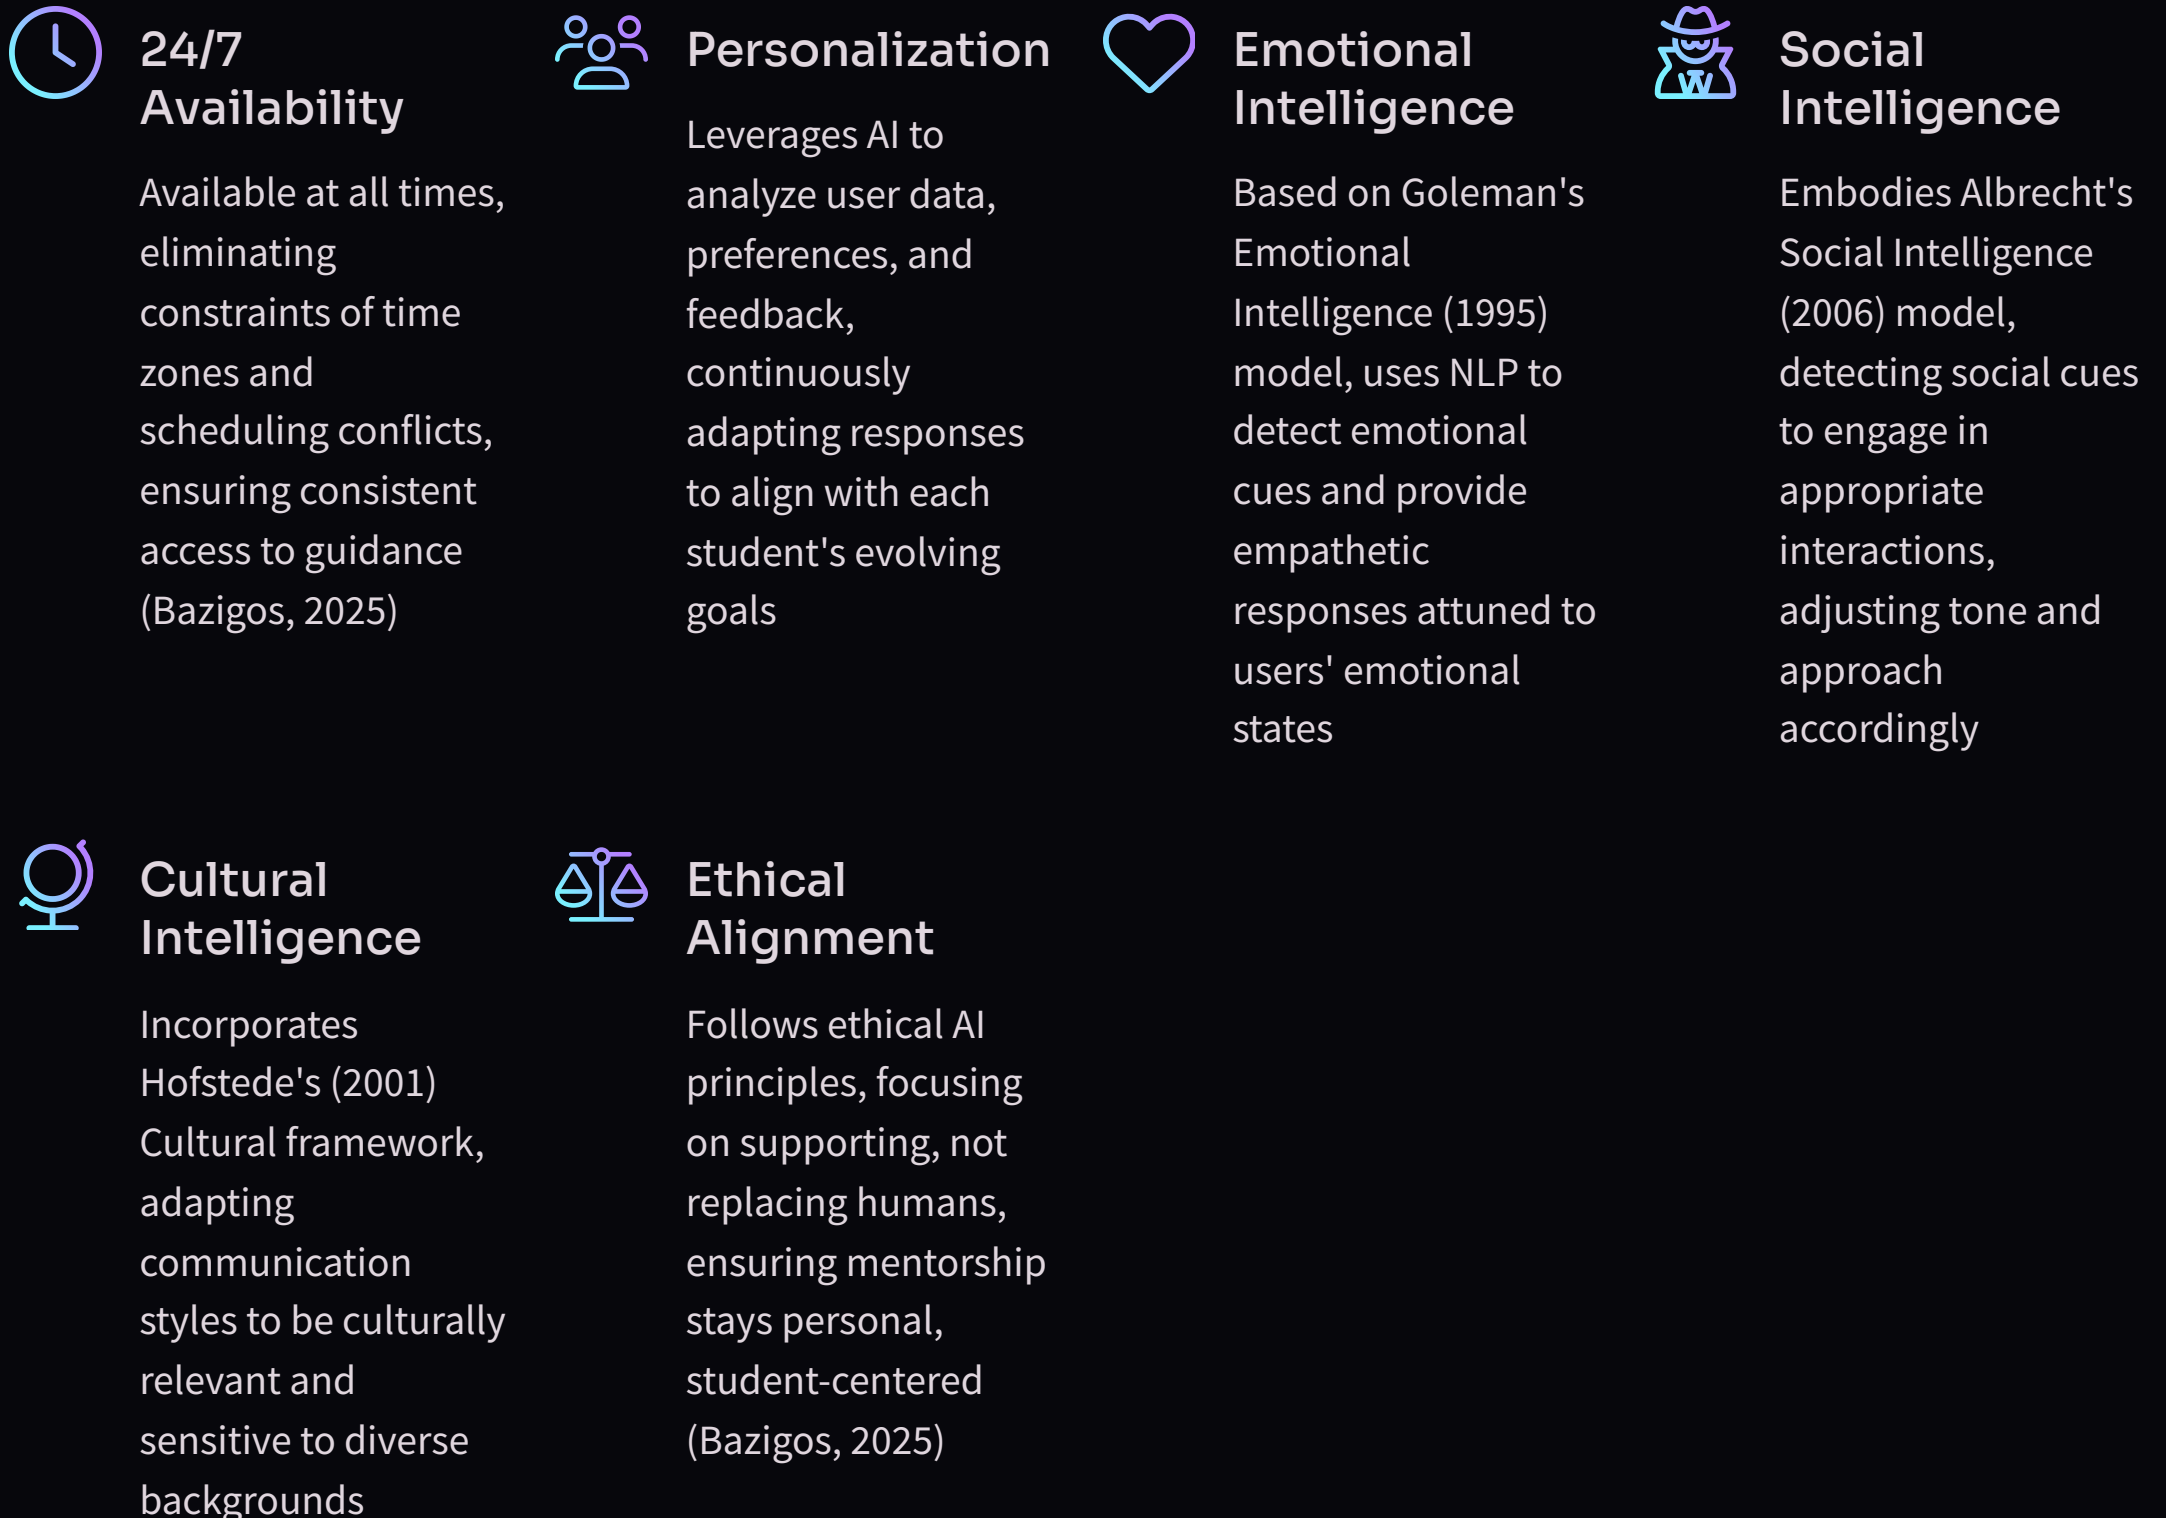 24/7
Availability
Available at all times,
eliminating
constraints of time
zones and
scheduling conflicts,
ensuring consistent
access to guidance
(Bazigos, 2025)
Personalization
Leverages AI to
analyze user data,
preferences, and
feedback,
continuously
adapting responses
to align with each
student's evolving
goals
Emotional
Intelligence
Based on Goleman's
Emotional
Intelligence (1995)
model, uses NLP to
detect emotional
cues and provide
empathetic
responses attuned to
users' emotional
states
Social
Intelligence
Embodies Albrecht's
Social Intelligence
(2006) model,
detecting social cues
to engage in
appropriate
interactions,
adjusting tone and
approach
accordingly
Cultural
Intelligence
Incorporates
Hofstede's (2001)
Cultural framework,
adapting
communication
styles to be culturally
relevant and
sensitive to diverse
backgrounds
Ethical
Alignment
Follows ethical AI
principles, focusing
on supporting, not
replacing humans,
ensuring mentorship
stays personal,
student-centered
(Bazigos, 2025)